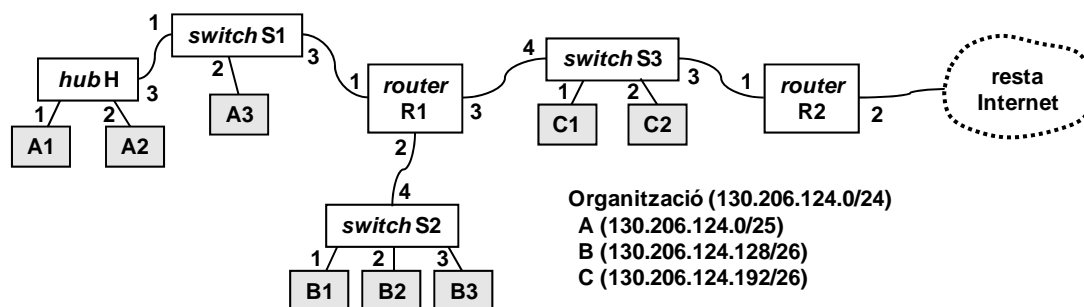 1
switch S1
2
3
hub H
3
1
2
A1
A2
A3
1
router
R1
3
2
4
switch S3
3
1
2
C1
C2
1
router
R2
2
resta
Internet
4
switch S2
1
2
3
B1
B2
B3
Organització (130.206.124.0/24)
A (130.206.124.0/25)
B (130.206.124.128/26)
C (130.206.124.192/26)